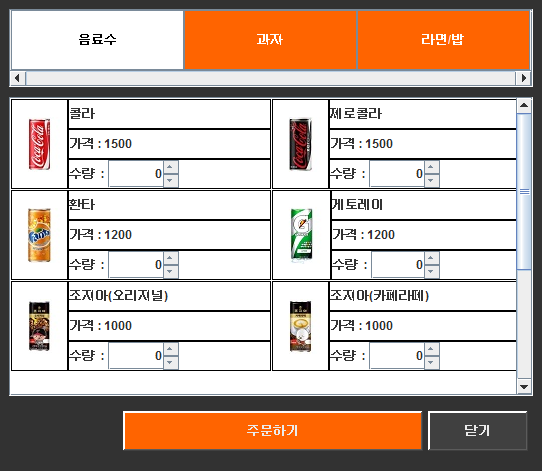 음료수 과자 라면/밥
콜라 제로콜라
가격 : 1500 가격 : 1500
수량 : 0 수량 : 0
환타 게토레이
가격 : 1200 가격 : 1200
수량 : 0 수량 : 0
조지아(오리지널) 조지아(카페라떼)
가격 : 1000 가격 : 1000
수량 : 0 수량 : 0
주문하기 닫기